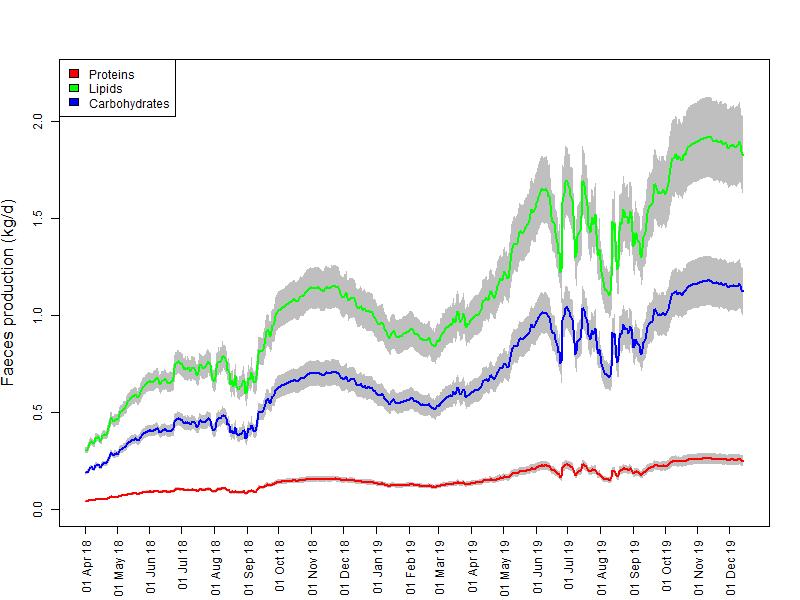 Proteins
Lipids
Carbohydrates
Faeces production (kg/d)
2.0
1.5
1.0
0.5
0.0
01 Apr 18
01 May 18
01 Jun 18
01 Jul 18
01 Aug 18
01 Sep 18
01 Oct 18
01 Nov 18
01 Dec 18
01 Jan 19
01 Feb 19
01 Mar 19
01 Apr 19
01 May 19
01 Jun 19
01 Jul 19
01 Aug 19
01 Sep 19
01 Oct 19
01 Nov 19
01 Dec 19